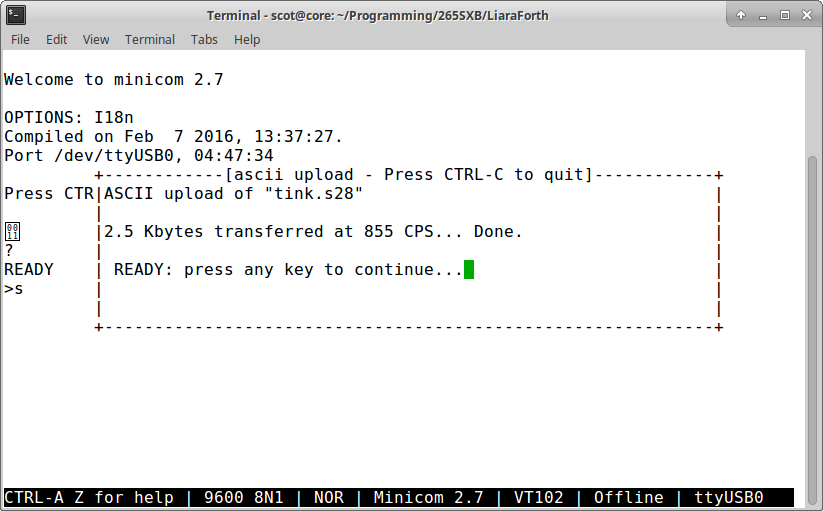 Terminal - scot@core: ~/Programming/265SXB/LiaraForth
File Edit View Terminal Tabs Help
Welcome to minicom 2.7
OPTIONS: I18n
Compiled on Feb  7 2016, 13:37:27.
Port /dev/ttyUSB0, 04:47:34
+------------[ascii upload - Press CTRL-C to quit]------------+
Press CTR|ASCII upload of "tink.s28" |
| |
0011 |2.5 Kbytes transferred at 855 CPS... Done. |
? | |
READY | READY: press any key to continue... |
>s | |
| |
+-------------------------------------------------------------+
CTRL-A Z for help | 9600 8N1 | NOR | Minicom 2.7 | VT102 | Offline | ttyUSB0